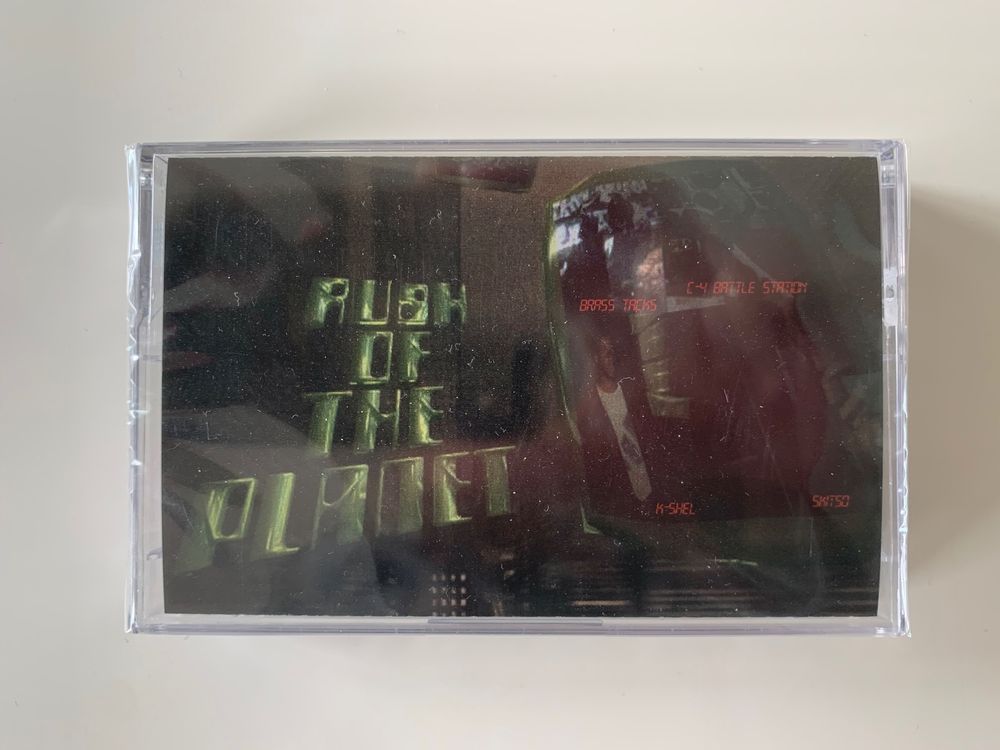 RUSH
OF
THE
PLANET
C-4 BATTLE STATION
BRASS TACKS
K-SHEL
SKITSO